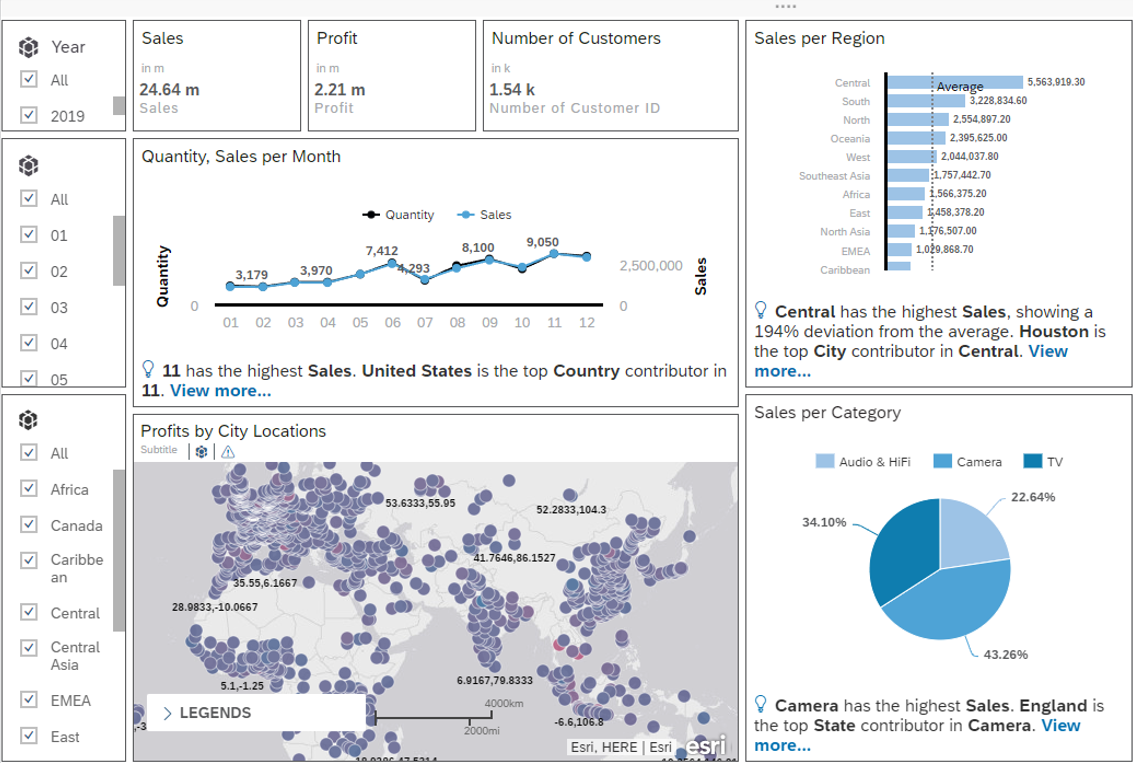 Year
All
2019
All
01
02
03
04
05
All
Africa
Canada
Caribbe
an
Central
Central
Asia
EMEA
East
Sales
in m
24.64 m
Sales
Profit
in m
2.21 m
Profit
Number of Customers
in k
1.54 k
Number of Customer ID
Quantity, Sales per Month
Quantity
Sales
Quantity
0
3,179
3,970
7,412
4,293
8,100
9,050
2,500,000
0
Sales
01 02 03 04 05 06 07 08 09 10 11 12
11 has the highest Sales. United States is the top Country contributor in
11. View more...
Profits by City Locations
Subtitle
53.6333,55.95
52.2833,104.3
41.7646,86.1527
35.55,6.1667
28.9833,-10.0667
6.9167,79.8333
5.1,-1.25
-6.6,106.8
,-3
LEGENDS
4000km
2000mi
Esri, HERE | Esri
esri
Sales per Region
Average
Central 5,563,919.30
South 3,228,834.60
North 2,554,897.20
Oceania 2,395,625.00
West 2,044,037.80
Southeast Asia 1,757,442.70
Africa 1,566,375.20
East 1,458,378.20
North Asia 1,176,507.00
EMEA 1,029,868.70
Caribbean
Central has the highest Sales, showing a
194% deviation from the average. Houston is
the top City contributor in Central. View
more...
Sales per Category
Audio & HiFi
Camera
TV
22.64%
34.10%
43.26%
Camera has the highest Sales. England is
the top State contributor in Camera. View
more...